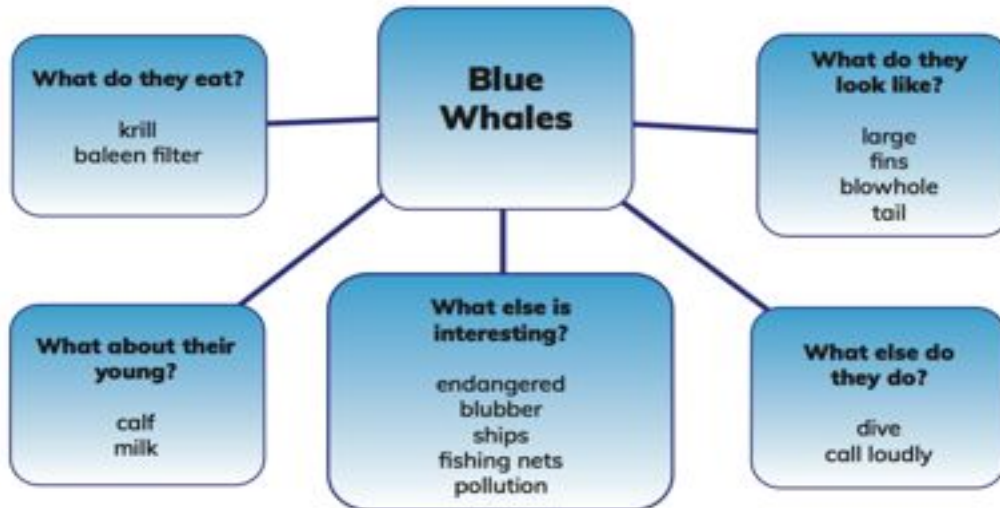 Blue
Whales
What do they eat?
krill
baleen filter
What do they
look like?
large
fins
blowhole
tail
What about their
young?
calf
milk
What else is
interesting?
endangered
blubber
ships
fishing nets
pollution
What else do
they do?
dive
call loudly